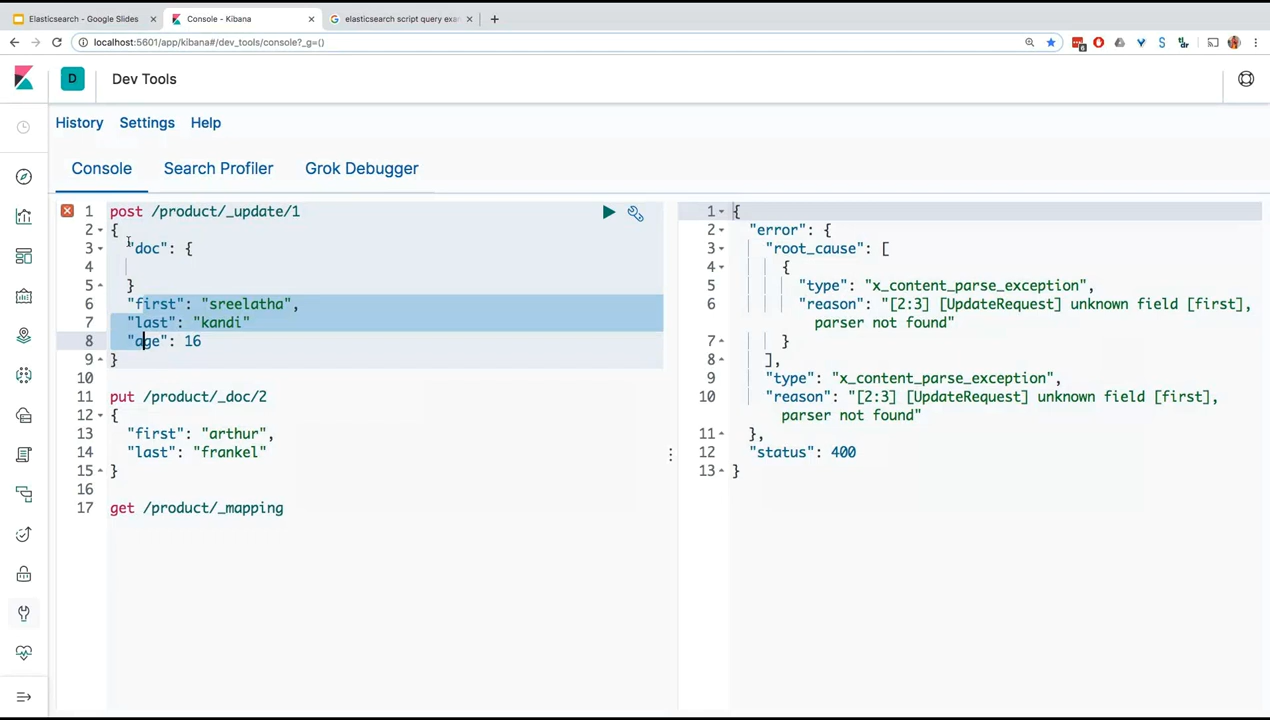 Elasticsearch - Google Slides
Console - Kibana
elasticsearch script query exa
localhost:5601/app/kibana#/dev_tools/console?_g=()
6
tl;dr
D
Dev Tools
History Settings Help
Console Search Profiler Grok Debugger
1 post /product/_update/1
2 {
3 "doc": {
4
5 }
6 "first": "sreelatha",
7 "last": "kandi"
8 "age": 16
9 }
10
11 put /product/_doc/2
12 {
13 "first": "arthur",
14 "last": "frankel"
15 }
16
17 get /product/_mapping
1 {
2 "error": {
3 "root_cause": [
4 {
5 "type": "x_content_parse_exception",
6 "reason": "[2:3] [UpdateRequest] unknown field [first],
parser not found"
7 }
8 ],
9 "type": "x_content_parse_exception",
10 "reason": "[2:3] [UpdateRequest] unknown field [first],
parser not found"
11 },
12 "status": 400
13 }